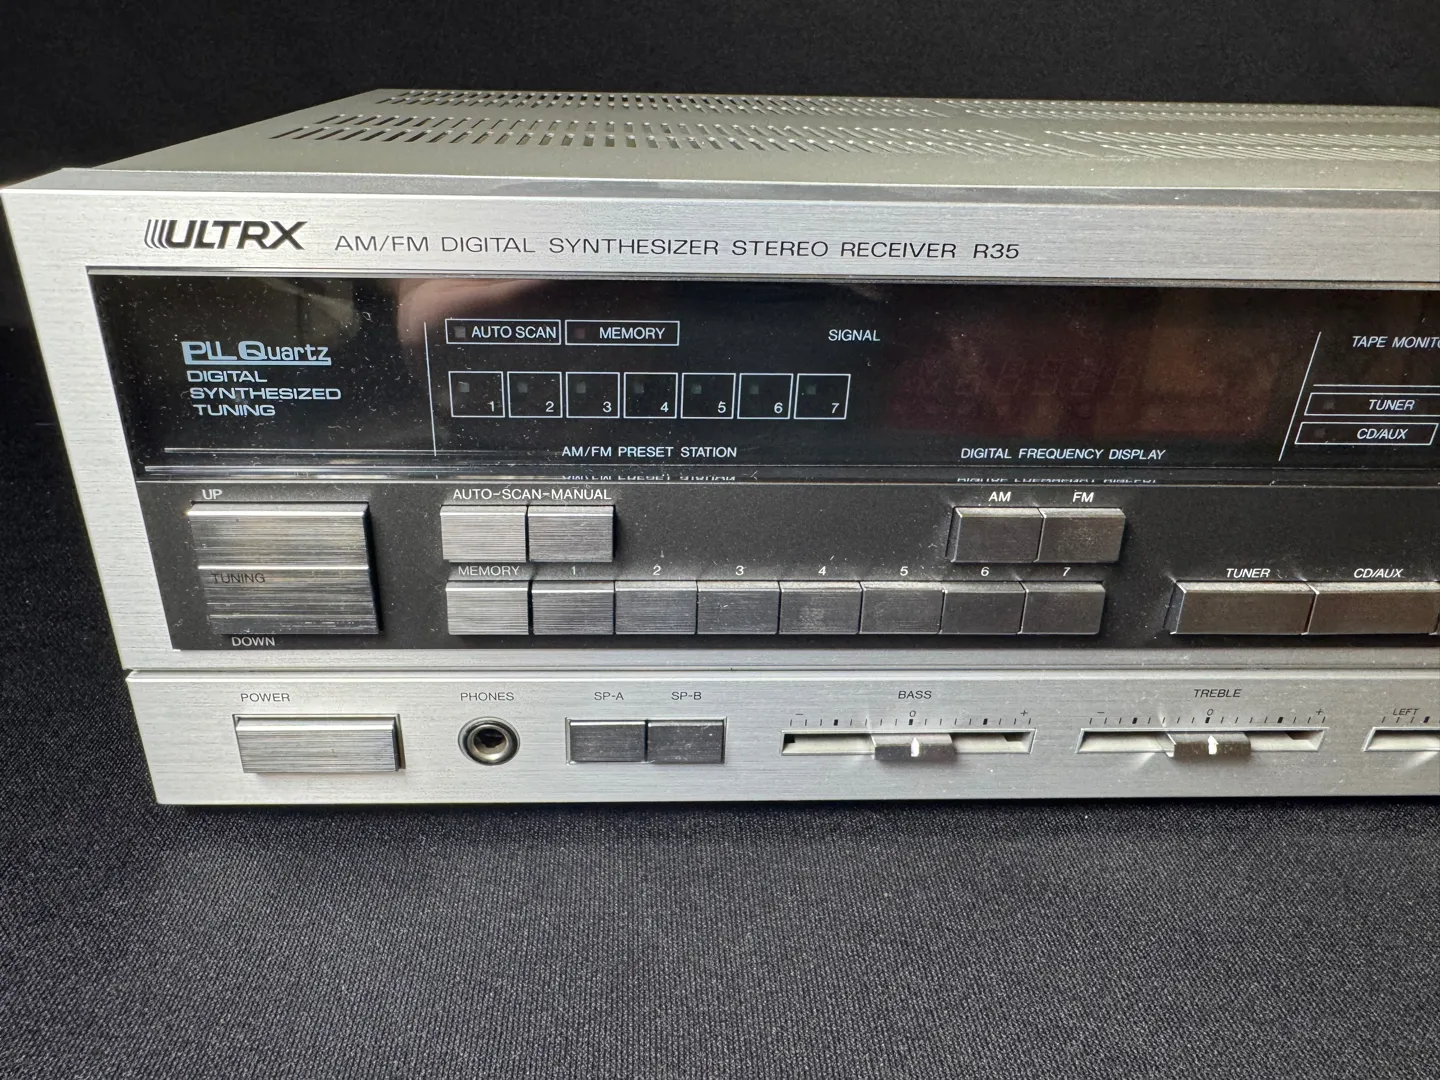 ULTRX AM/FM DIGITAL SYNTHESIZER STEREO RECEIVER R35
AUTO SCAN MEMORY SIGNAL TAPE
PLL Quartz
DIGITAL
SYNTHESIZED
TUNING
1 2 3 4 5 6 7
TUNER
CD/AUX
AM/FM PRESET STATION DIGITAL FREQUENCY DISPLAY
UP AUTO-SCAN-MANUAL AM FM
TUNING MEMORY 1 2 3 4 5 6 7 TUNER CD/AUX
DOWN
POWER PHONES SP-A SP-B BASS TREBLE
- 0 + - 0 + LEFT